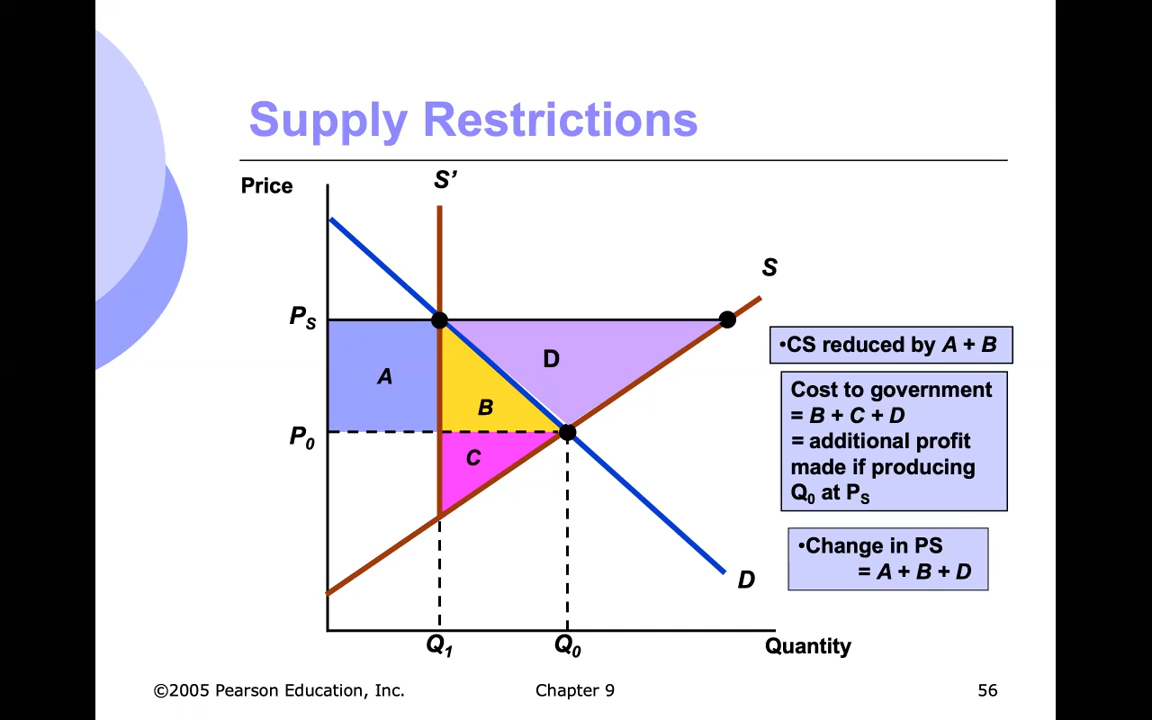 Supply Restrictions
Price
S’
S
PS
A
D
B
P0
C
•CS reduced by A + B
Cost to government
= B + C + D
= additional profit
made if producing
Q0 at PS
•Change in PS
= A + B + D
D
Q1
Q0
Quantity
©2005 Pearson Education, Inc.
Chapter 9
56